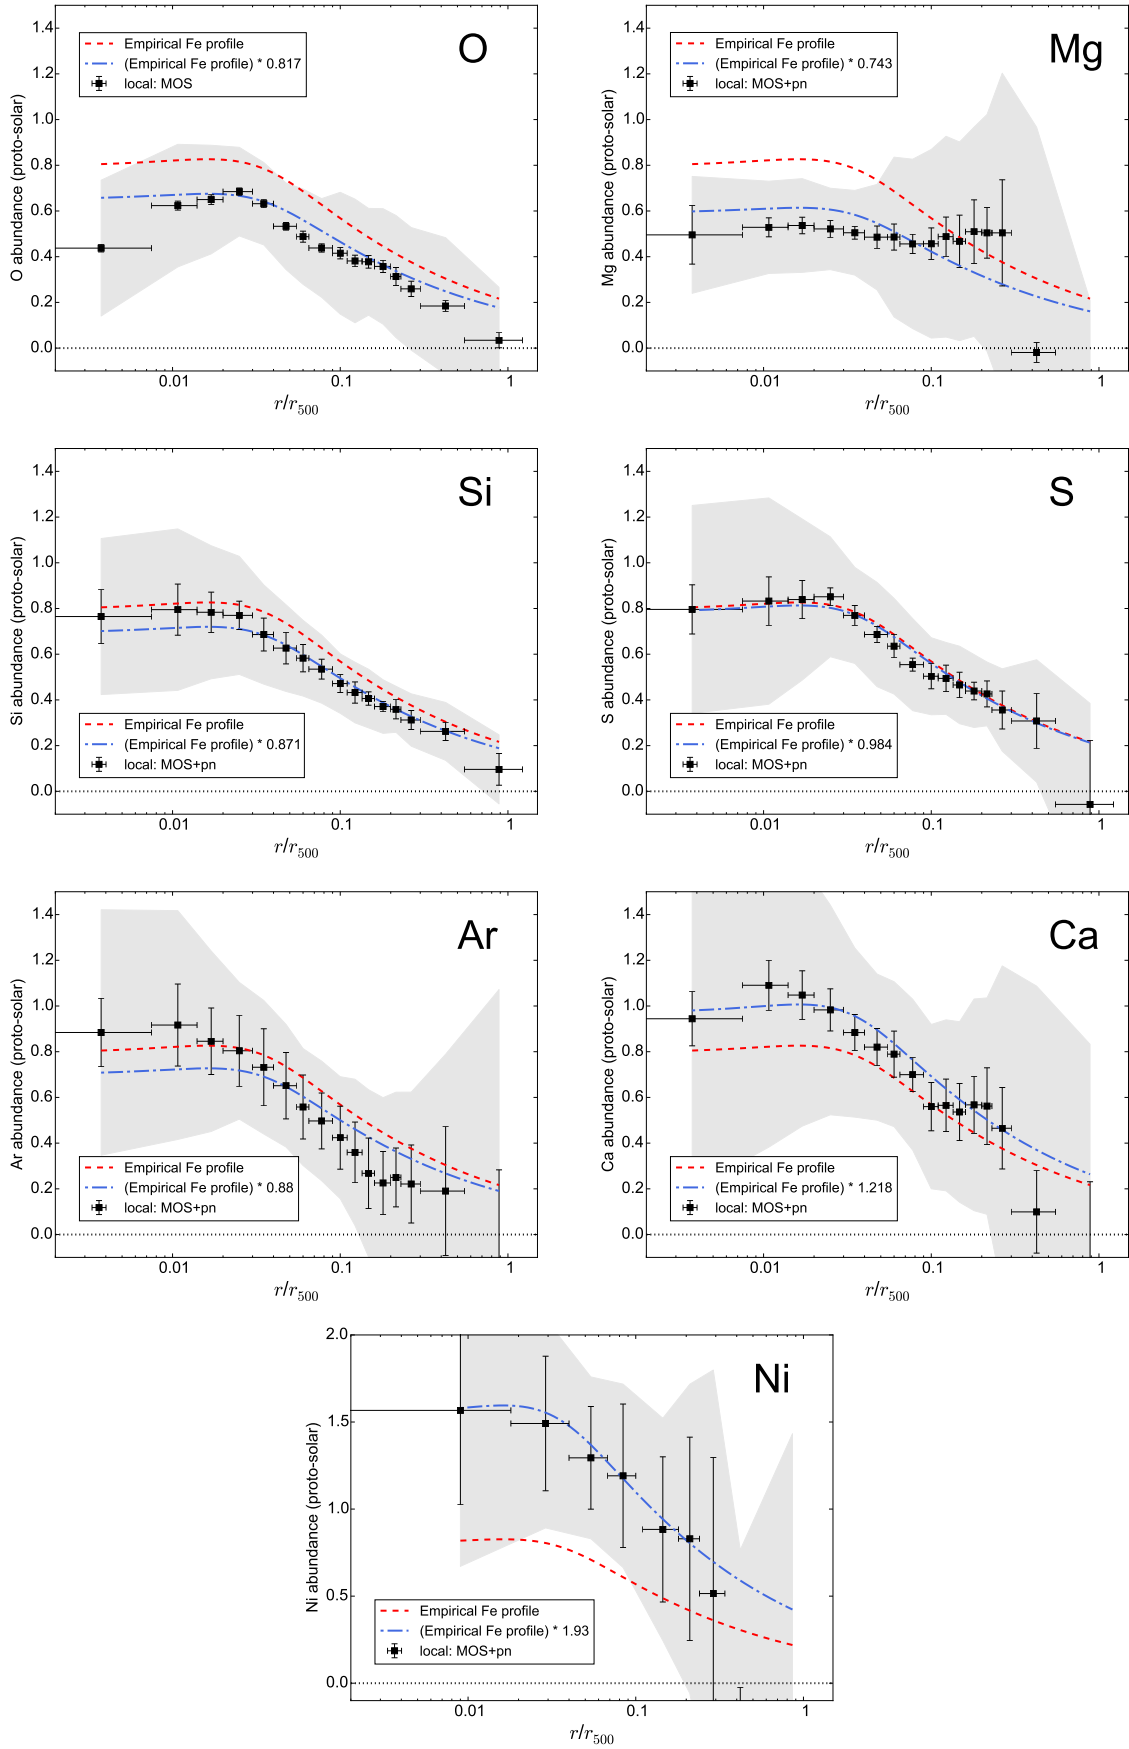 O
Empirical Fe profile
(Empirical Fe profile) * 0.817
local: MOS
O abundance (proto-solar)
1.4
1.2
1.0
0.8
0.6
0.4
0.2
0.0
0.01
0.1
1
r/r500
Mg
Empirical Fe profile
(Empirical Fe profile) * 0.743
local: MOS+pn
Mg abundance (proto-solar)
1.4
1.2
1.0
0.8
0.6
0.4
0.2
0.0
0.01
0.1
1
r/r500
Si
Si abundance (proto-solar)
1.4
1.2
1.0
0.8
0.6
0.4
0.2
0.0
Empirical Fe profile
(Empirical Fe profile) * 0.871
local: MOS+pn
0.01
0.1
1
r/r500
S
S abundance (proto-solar)
1.4
1.2
1.0
0.8
0.6
0.4
0.2
0.0
Empirical Fe profile
(Empirical Fe profile) * 0.984
local: MOS+pn
0.01
0.1
1
r/r500
Ar
Ar abundance (proto-solar)
1.4
1.2
1.0
0.8
0.6
0.4
0.2
0.0
Empirical Fe profile
(Empirical Fe profile) * 0.88
local: MOS+pn
0.01
0.1
1
r/r500
Ca
Ca abundance (proto-solar)
1.4
1.2
1.0
0.8
0.6
0.4
0.2
0.0
Empirical Fe profile
(Empirical Fe profile) * 1.218
local: MOS+pn
0.01
0.1
1
r/r500
Ni
Ni abundance (proto-solar)
2.0
1.5
1.0
0.5
0.0
Empirical Fe profile
(Empirical Fe profile) * 1.93
local: MOS+pn
0.01
0.1
1
r/r500